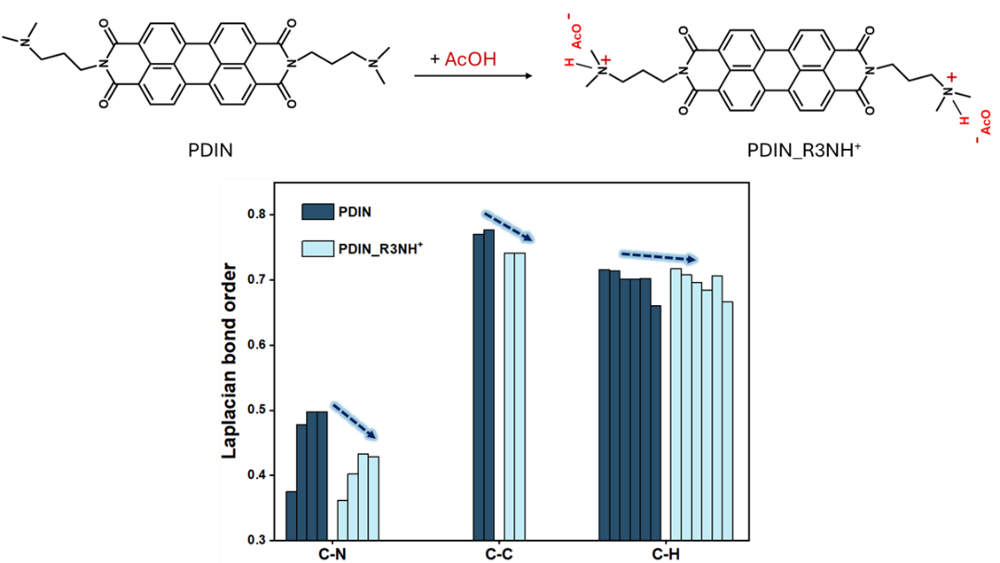 AcO⁻
H
N
N⁺
O
O
O
O
N
N
+ AcOH
O
O
O
O
N
N
+
N
N
O
O
O
O
N
H
⁻AcO
PDIN
PDIN_R3NH⁺
0.8
PDIN
PDIN_R3NH⁺
0.7
0.6
0.5
0.4
0.3
Laplacian bond order
C-N
C-C
C-H